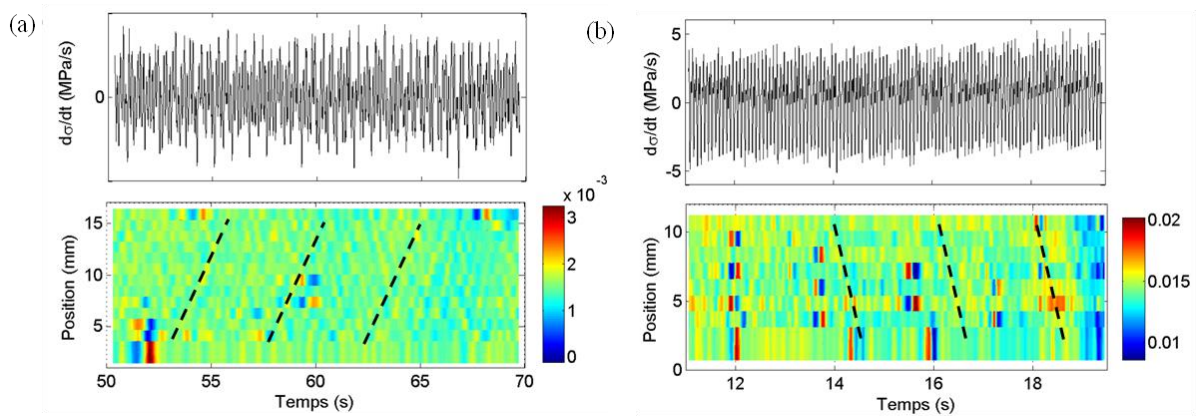 (a)
dσ/dt (MPa/s)
0
x 10⁻³
3
2
1
0
Position (mm)
15
10
5
50 55 60 65 70
Temps (s)
(b)
dσ/dt (MPa/s)
5
0
-5
0.02
0.015
0.01
Position (mm)
10
5
0
12 14 16 18
Temps (s)